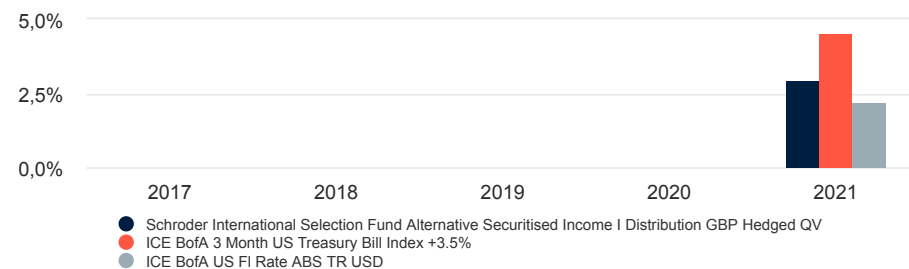 5,0%
2,5%
0,0%
2017 2018 2019 2020 2021
Schroder International Selection Fund Alternative Securitised Income I Distribution GBP Hedged QV
ICE BofA 3 Month US Treasury Bill Index +3.5%
ICE BofA US Fl Rate ABS TR USD